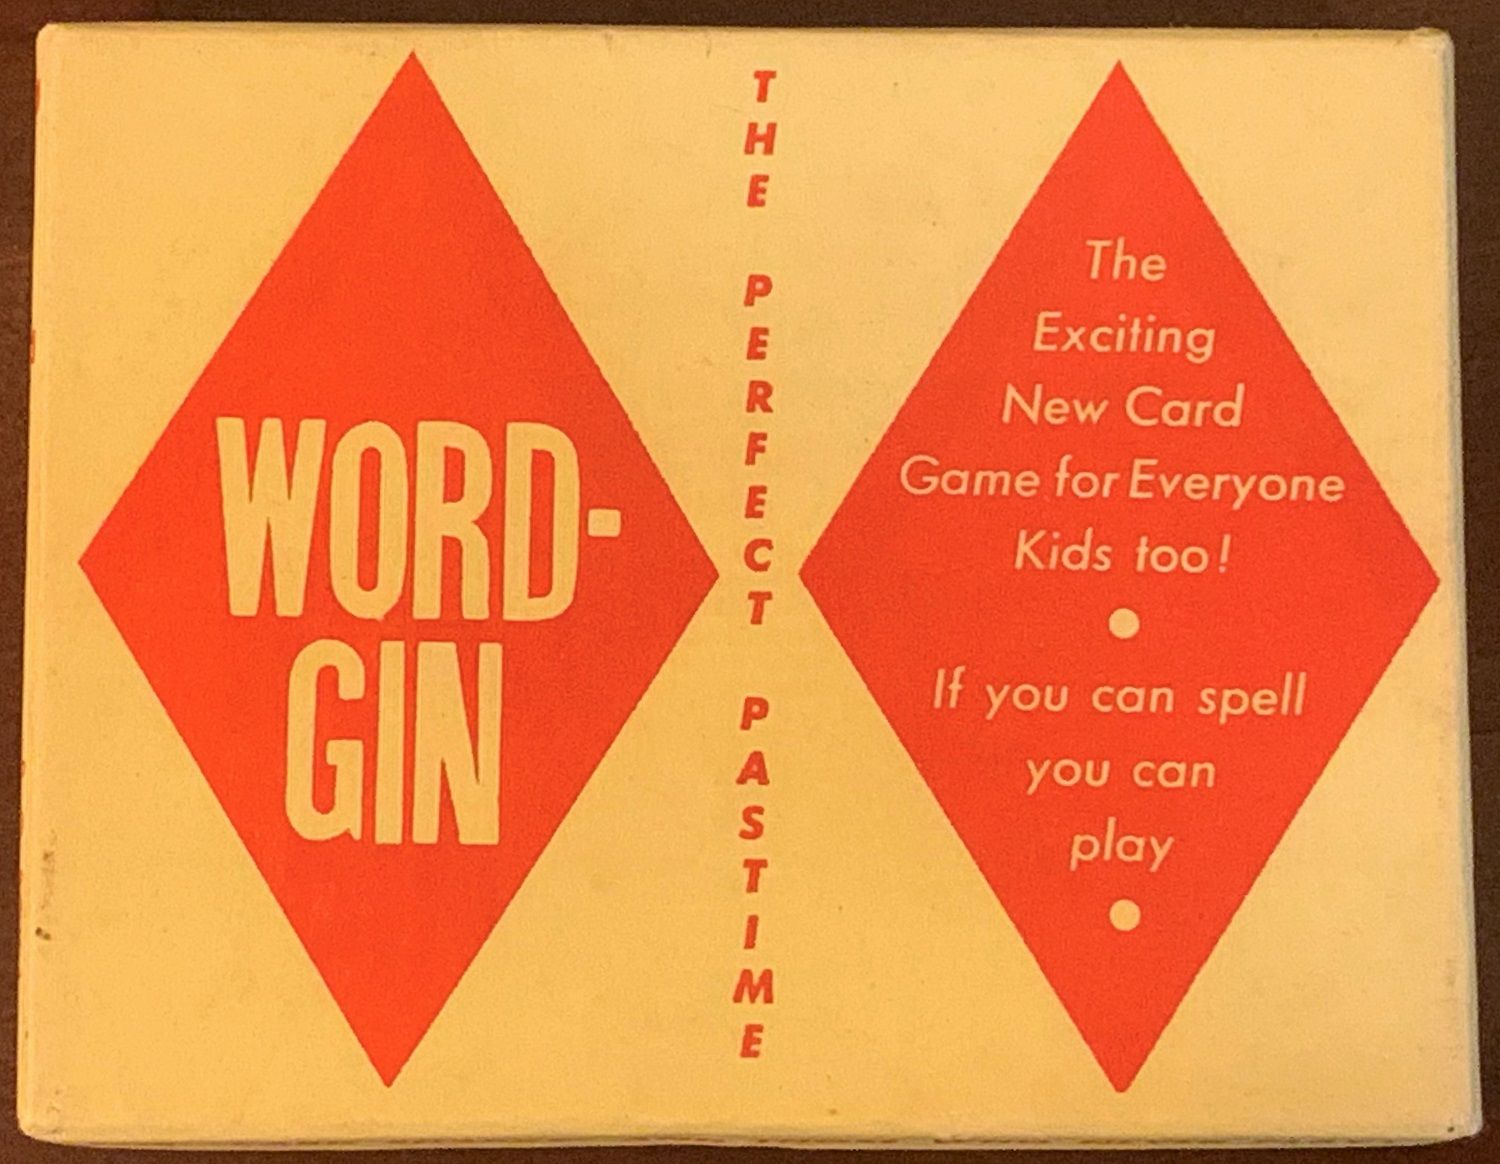 WORD-
GIN
THE PERFECT PASTIME
The
Exciting
New Card
Game for Everyone
Kids too!
If you can spell
you can
play